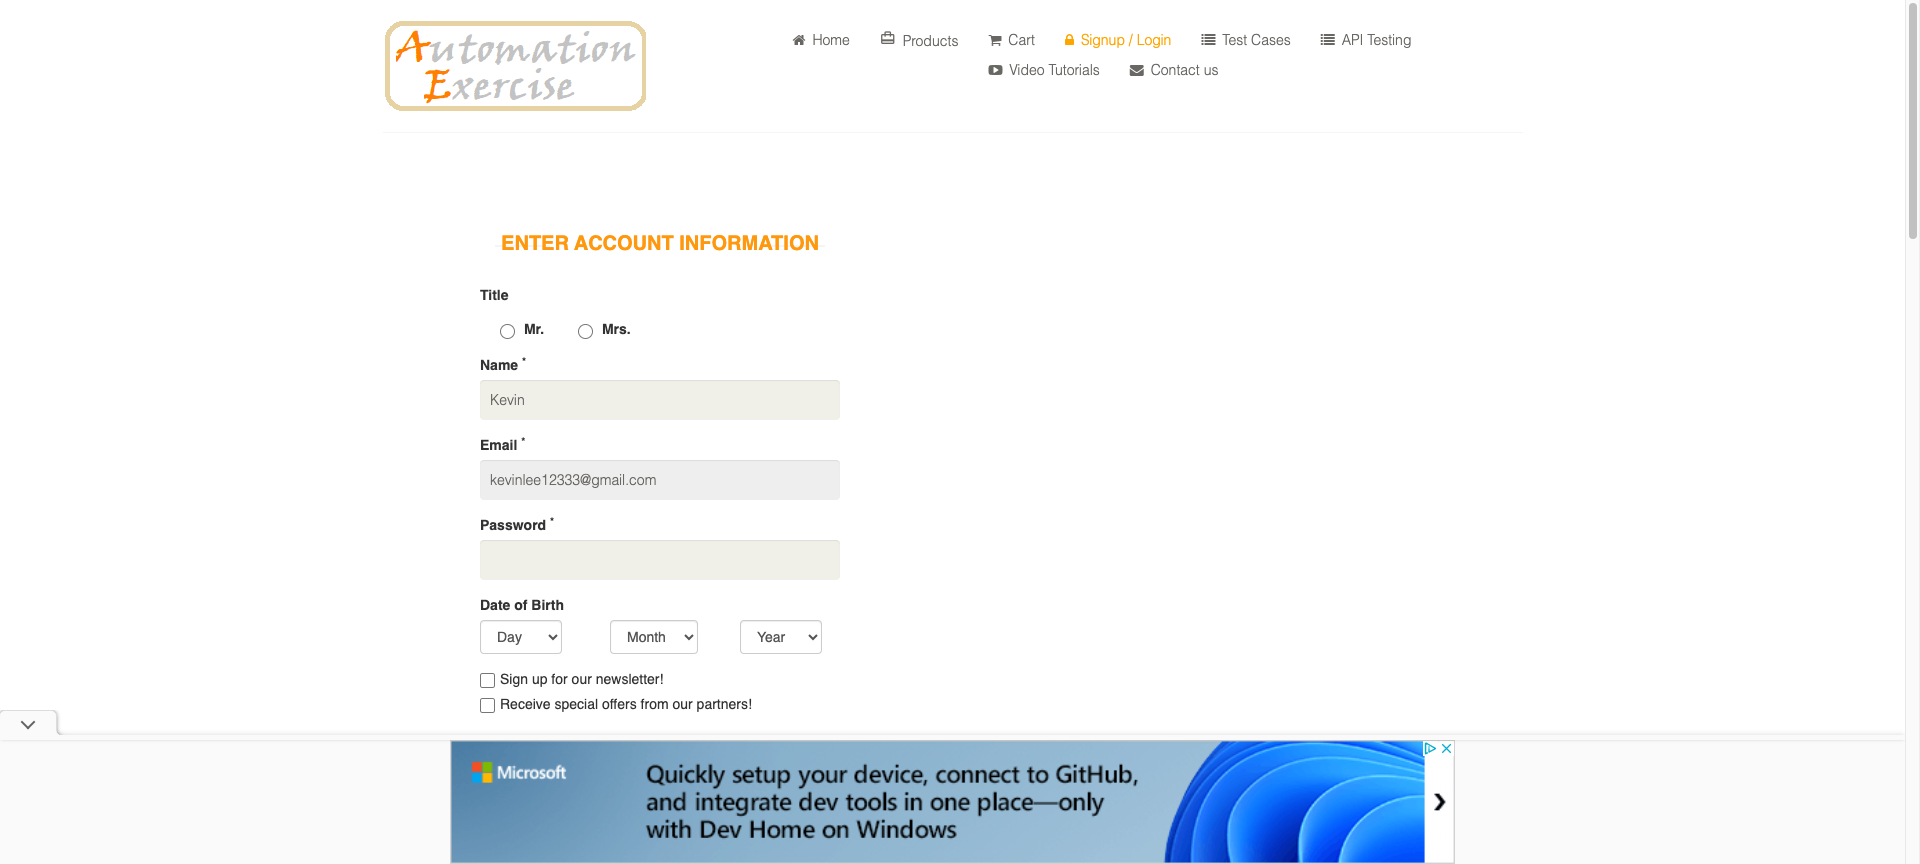 Automation
Exercise
Home
Products
Cart
Signup / Login
Test Cases
API Testing
Video Tutorials
Contact us
ENTER ACCOUNT INFORMATION
Title
Mr.
Mrs.
Name *
Kevin
Email *
kevinlee12333@gmail.com
Password *
Date of Birth
Day
Month
Year
Sign up for our newsletter!
Receive special offers from our partners!
Microsoft
Quickly setup your device, connect to GitHub,
and integrate dev tools in one place—only
with Dev Home on Windows